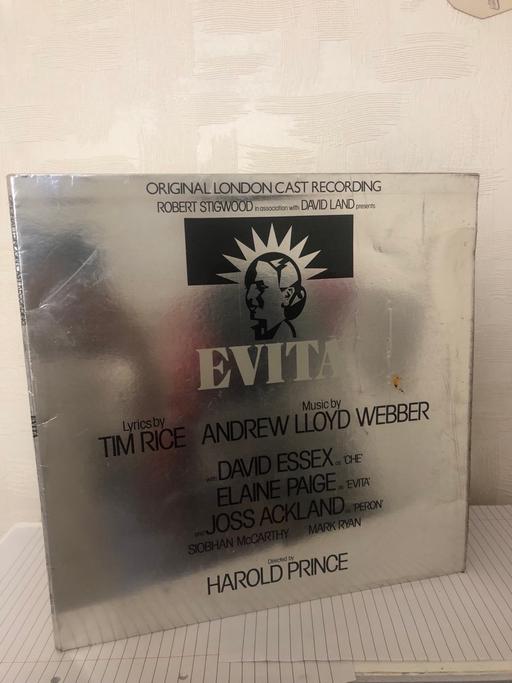 ORIGINAL LONDON CAST RECORDING
ROBERT STIGWOOD in association with DAVID LAND presents
EVITA
Lyrics by
TIM RICE
Music by
ANDREW LLOYD WEBBER
with DAVID ESSEX as 'CHE'
ELAINE PAIGE as 'EVITA'
and JOSS ACKLAND as 'PERON'
SIOBHAN McCARTHY MARK RYAN
Directed by
HAROLD PRINCE
EVITA